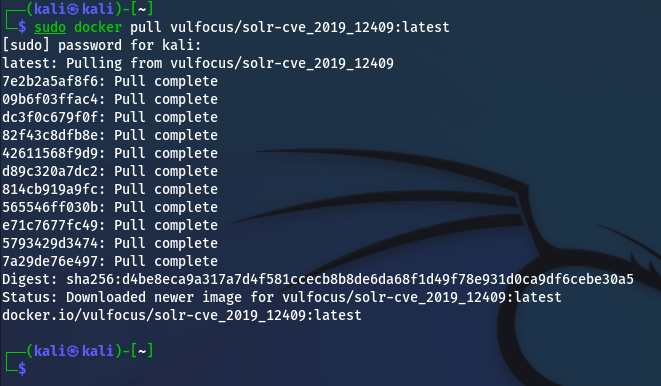 ┌──(kali㉿kali)-[~]
└─$ sudo docker pull vulfocus/solr-cve_2019_12409:latest
[sudo] password for kali:
latest: Pulling from vulfocus/solr-cve_2019_12409
7e2b2a5af8f6: Pull complete
09b6f03ffac4: Pull complete
dc3f0c679f0f: Pull complete
82f43c8dfb8e: Pull complete
42611568f9d9: Pull complete
d89c320a7dc2: Pull complete
814cb919a9fc: Pull complete
565546ff030b: Pull complete
e71c7677fc49: Pull complete
5793429d3474: Pull complete
7a29de76e497: Pull complete
Digest: sha256:d4be8eca9a317a7d4f581ccecb8b8de6da68f1d49f78e931d0ca9df6cebe30a5
Status: Downloaded newer image for vulfocus/solr-cve_2019_12409:latest
docker.io/vulfocus/solr-cve_2019_12409:latest
┌──(kali㉿kali)-[~]
└─$